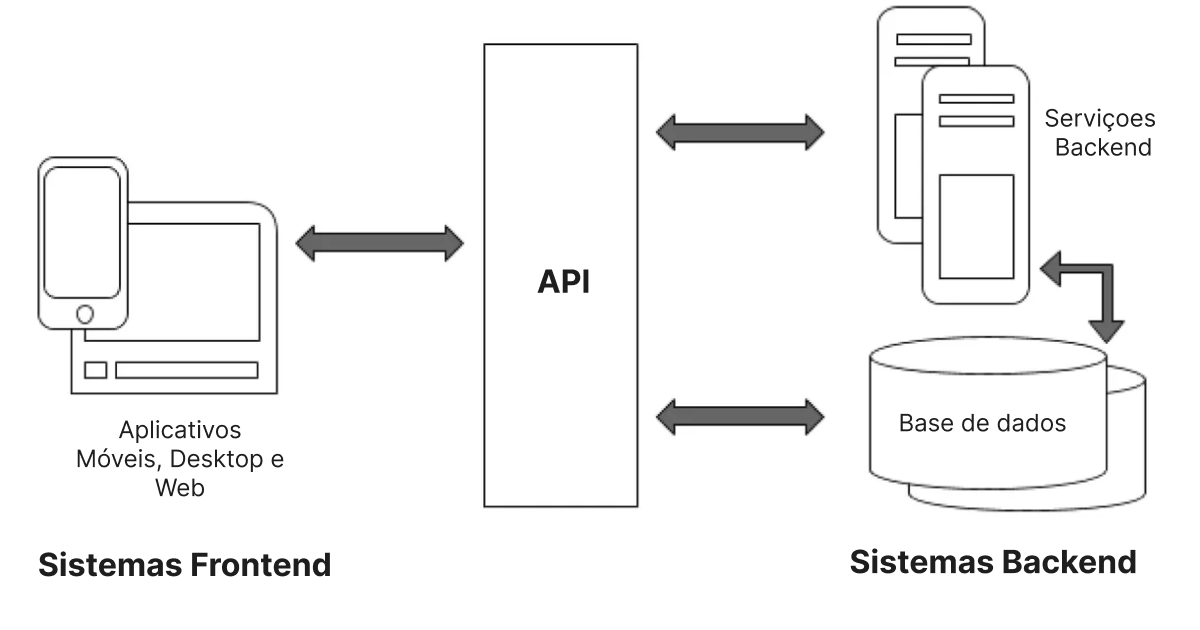 Serviçoes
Backend
API
Aplicativos
Móveis, Desktop e
Web
Base de dados
Sistemas Frontend
Sistemas Backend